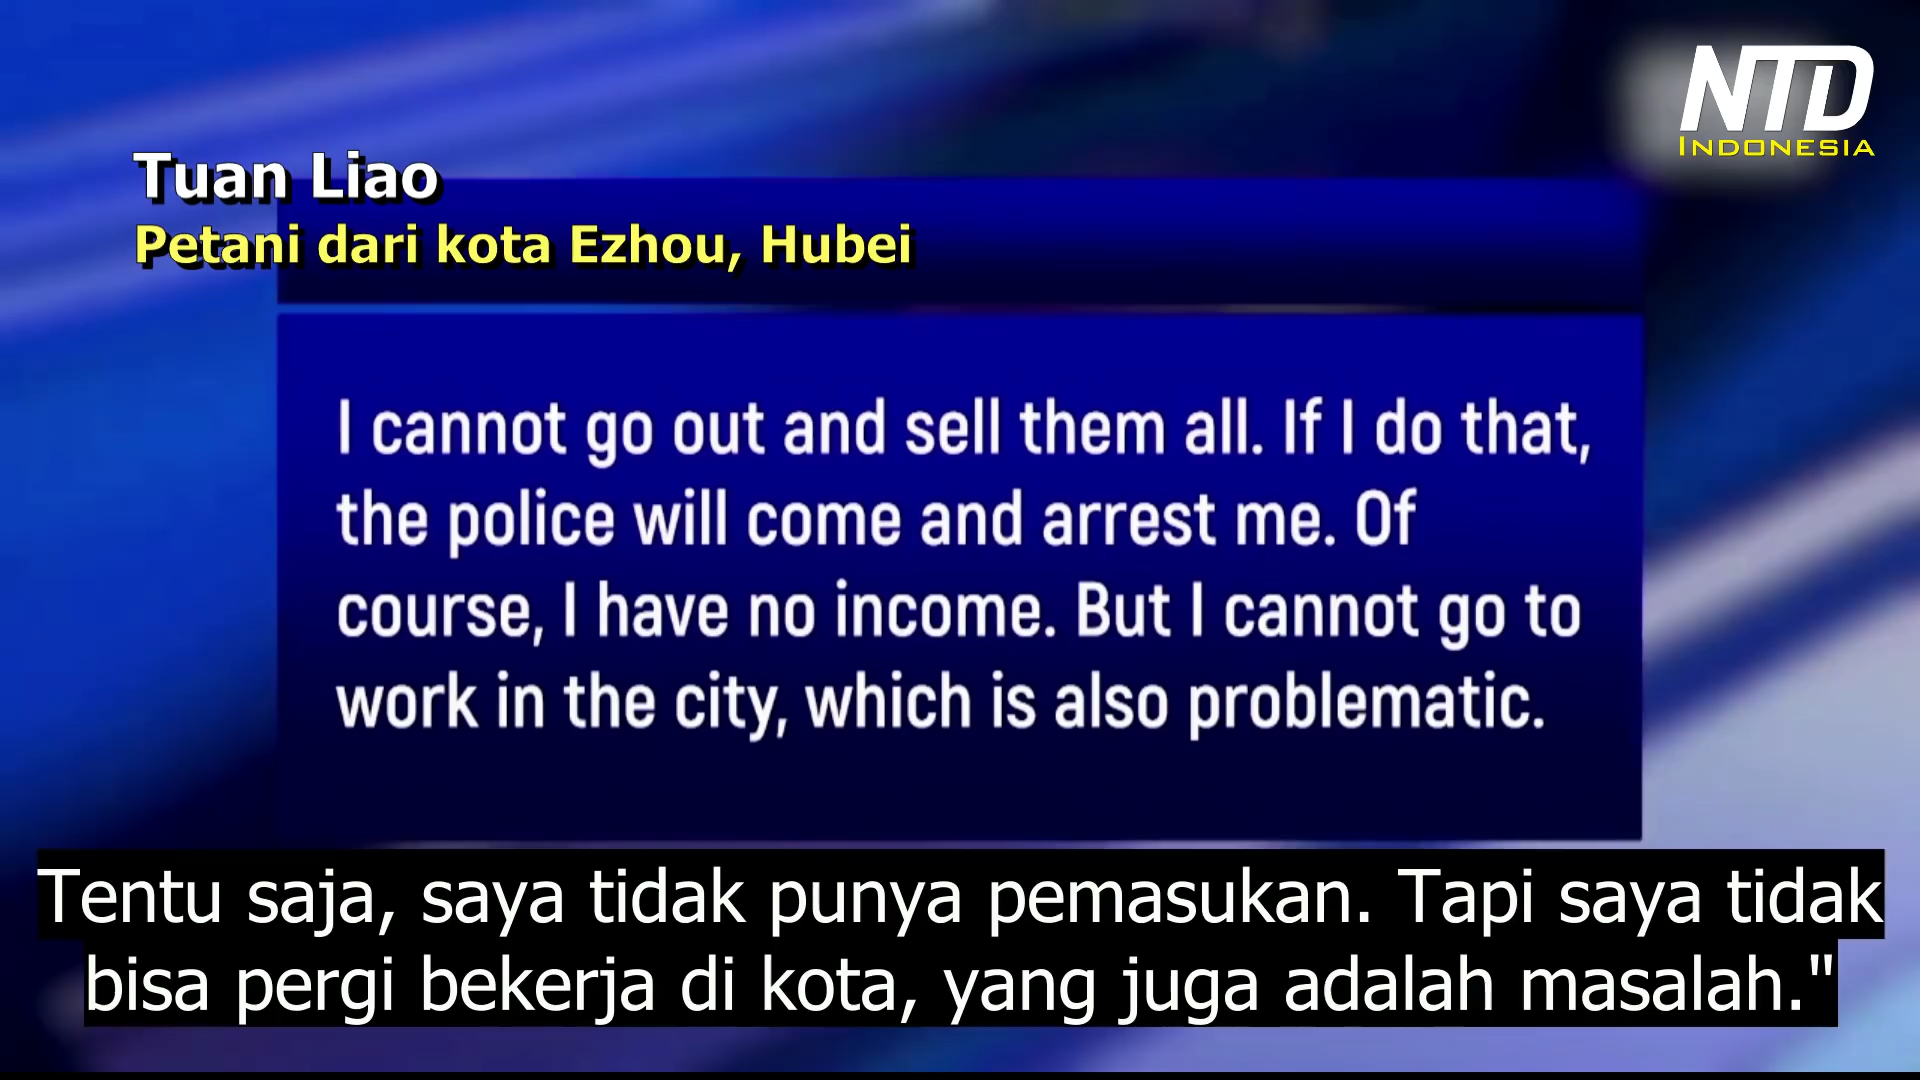 NTD
INDONESIA
Tuan Liao
Petani dari kota Ezhou, Hubei
I cannot go out and sell them all. If I do that,
the police will come and arrest me. Of
course, I have no income. But I cannot go to
work in the city, which is also problematic.
Tentu saja, saya tidak punya pemasukan. Tapi saya tidak
bisa pergi bekerja di kota, yang juga adalah masalah."